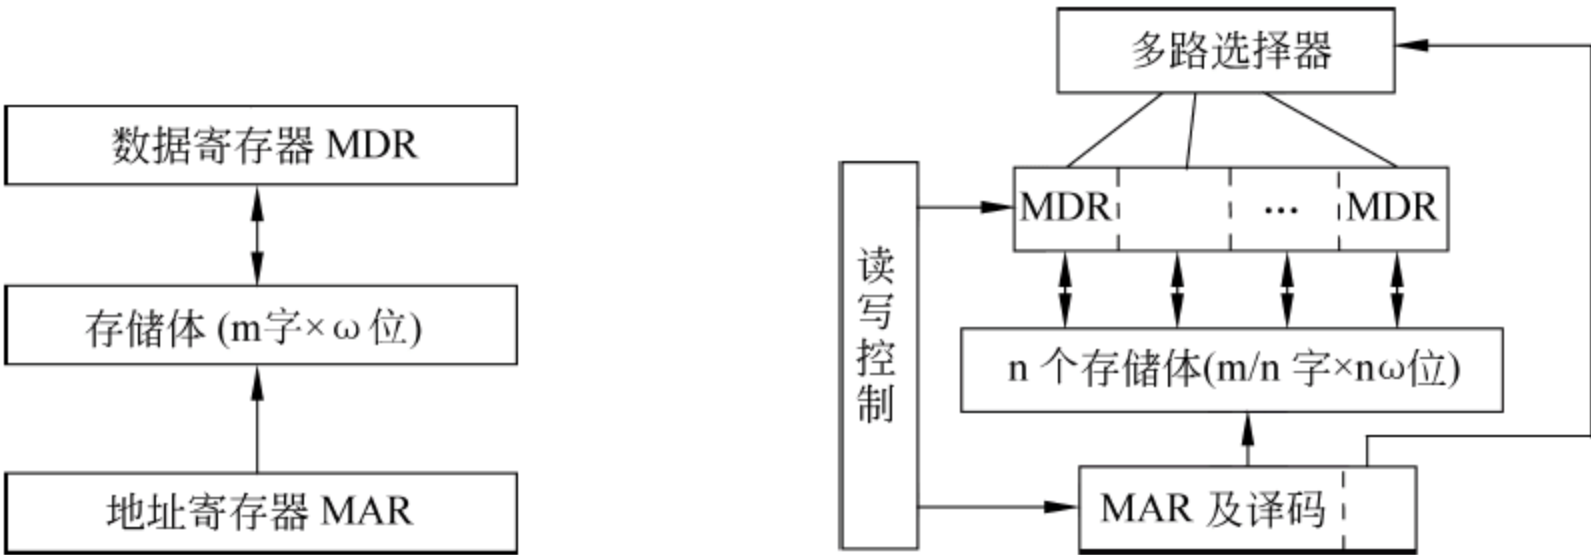 数据寄存器 MDR
存储体 (m字×ω位)
地址寄存器 MAR
多路选择器
读写控制
MDR ··· MDR
n 个存储体(m/n 字×nω位)
MAR 及译码